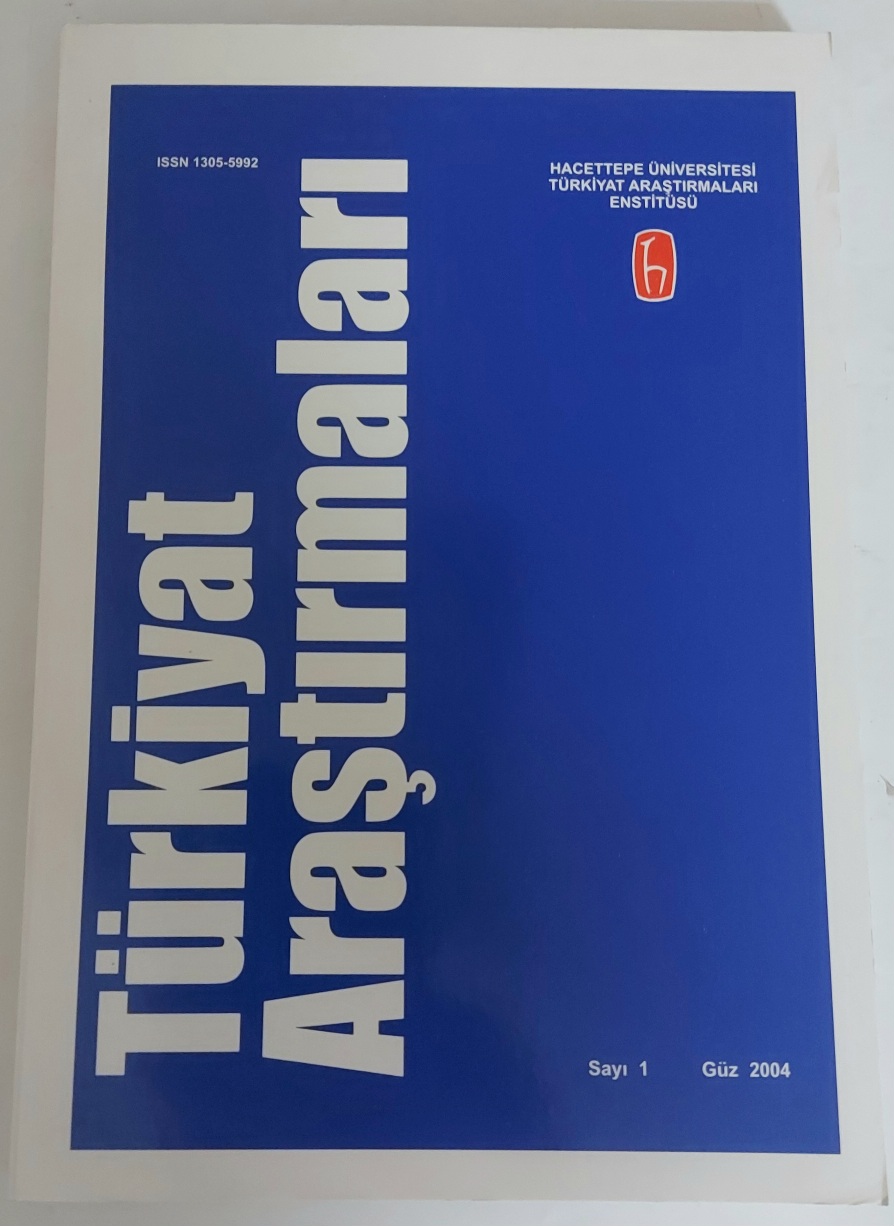 ISSN 1305-5992
HACETTEPE ÜNİVERSİTESİ
TÜRKİYAT ARAŞTIRMALARI
ENSTİTÜSÜ
Türkiyat
Araştırmaları
Sayı 1 Güz 2004